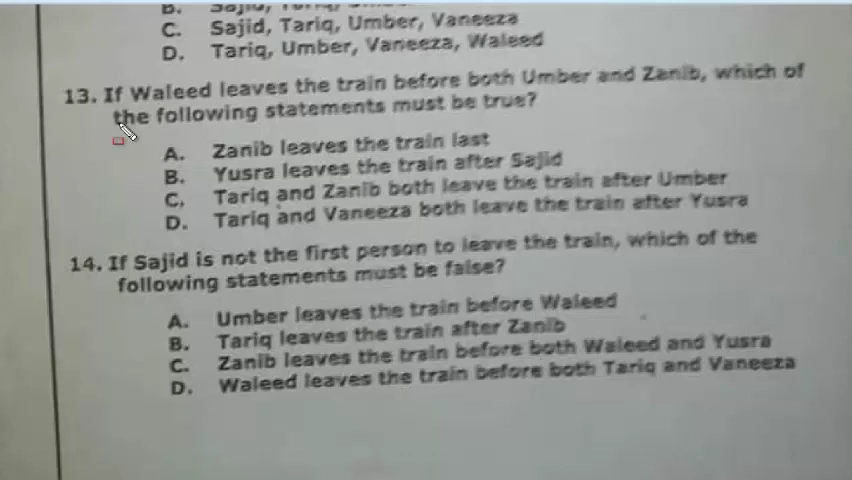 B. Sajid,
C. Sajid, Tariq, Umber, Vaneeza
D. Tariq, Umber, Vaneeza, Waleed
13. If Waleed leaves the train before both Umber and Zanib, which of
the following statements must be true?
A. Zanib leaves the train last
B. Yusra leaves the train after Sajid
C. Tariq and Zanib both leave the train after Umber
D. Tariq and Vaneeza both leave the train after Yusra
14. If Sajid is not the first person to leave the train, which of the
following statements must be false?
A. Umber leaves the train before Waleed
B. Tariq leaves the train after Zanib
C. Zanib leaves the train before both Waleed and Yusra
D. Waleed leaves the train before both Tariq and Vaneeza